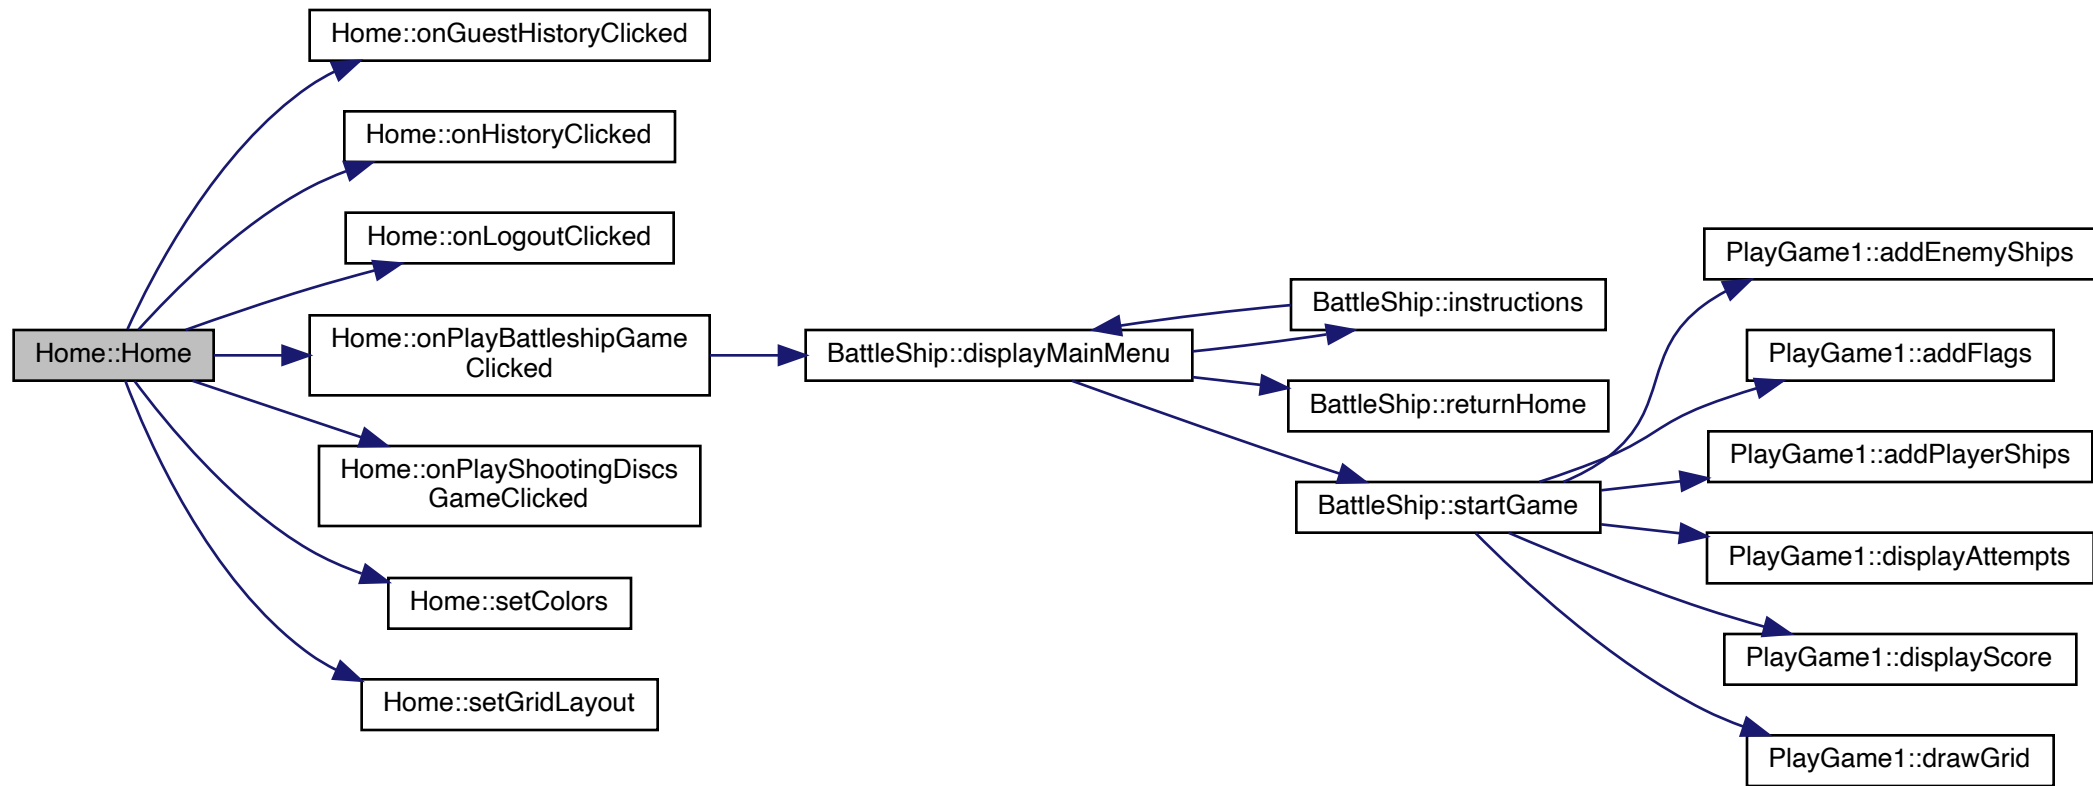 Home::Home
Home::onGuestHistoryClicked
Home::onHistoryClicked
Home::onLogoutClicked
Home::onPlayBattleshipGame
Clicked
Home::onPlayShootingDiscs
GameClicked
Home::setColors
Home::setGridLayout
BattleShip::displayMainMenu
BattleShip::instructions
BattleShip::returnHome
BattleShip::startGame
PlayGame1::addEnemyShips
PlayGame1::addFlags
PlayGame1::addPlayerShips
PlayGame1::displayAttempts
PlayGame1::displayScore
PlayGame1::drawGrid